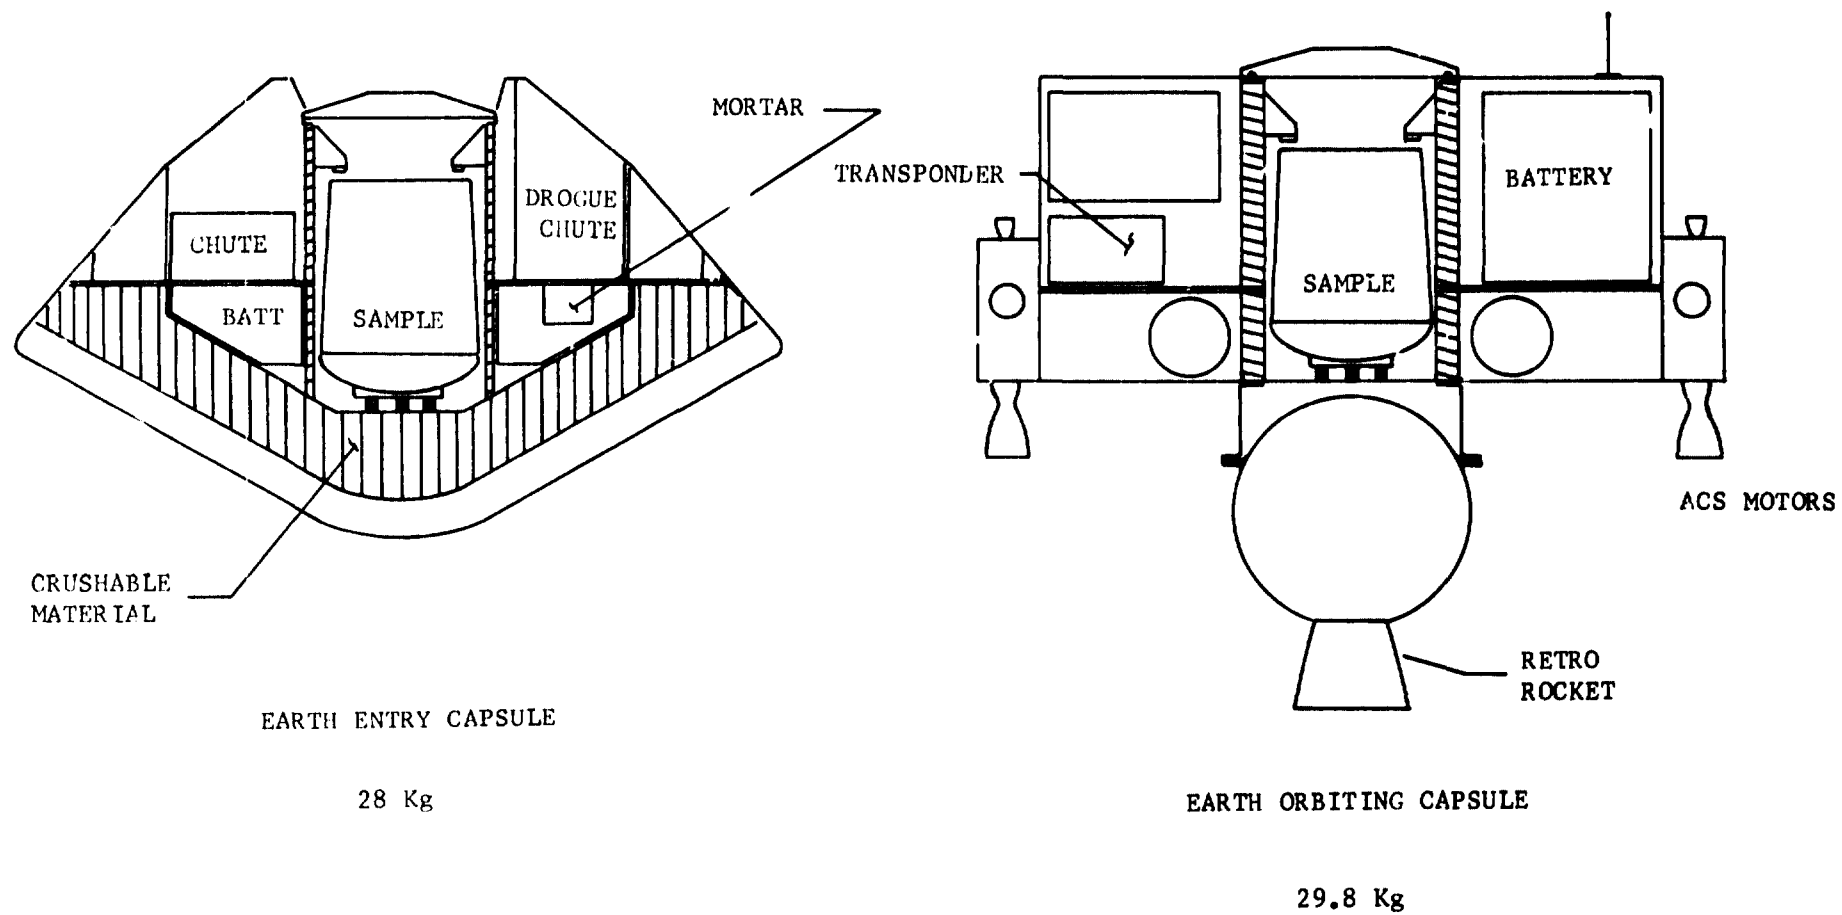 MORTAR
DROGUE
CHUTE
CHUTE
BATT
SAMPLE
CRUSHABLE
MATERIAL
EARTH ENTRY CAPSULE
28 Kg
TRANSPONDER
BATTERY
SAMPLE
ACS MOTORS
RETRO
ROCKET
EARTH ORBITING CAPSULE
29.8 Kg